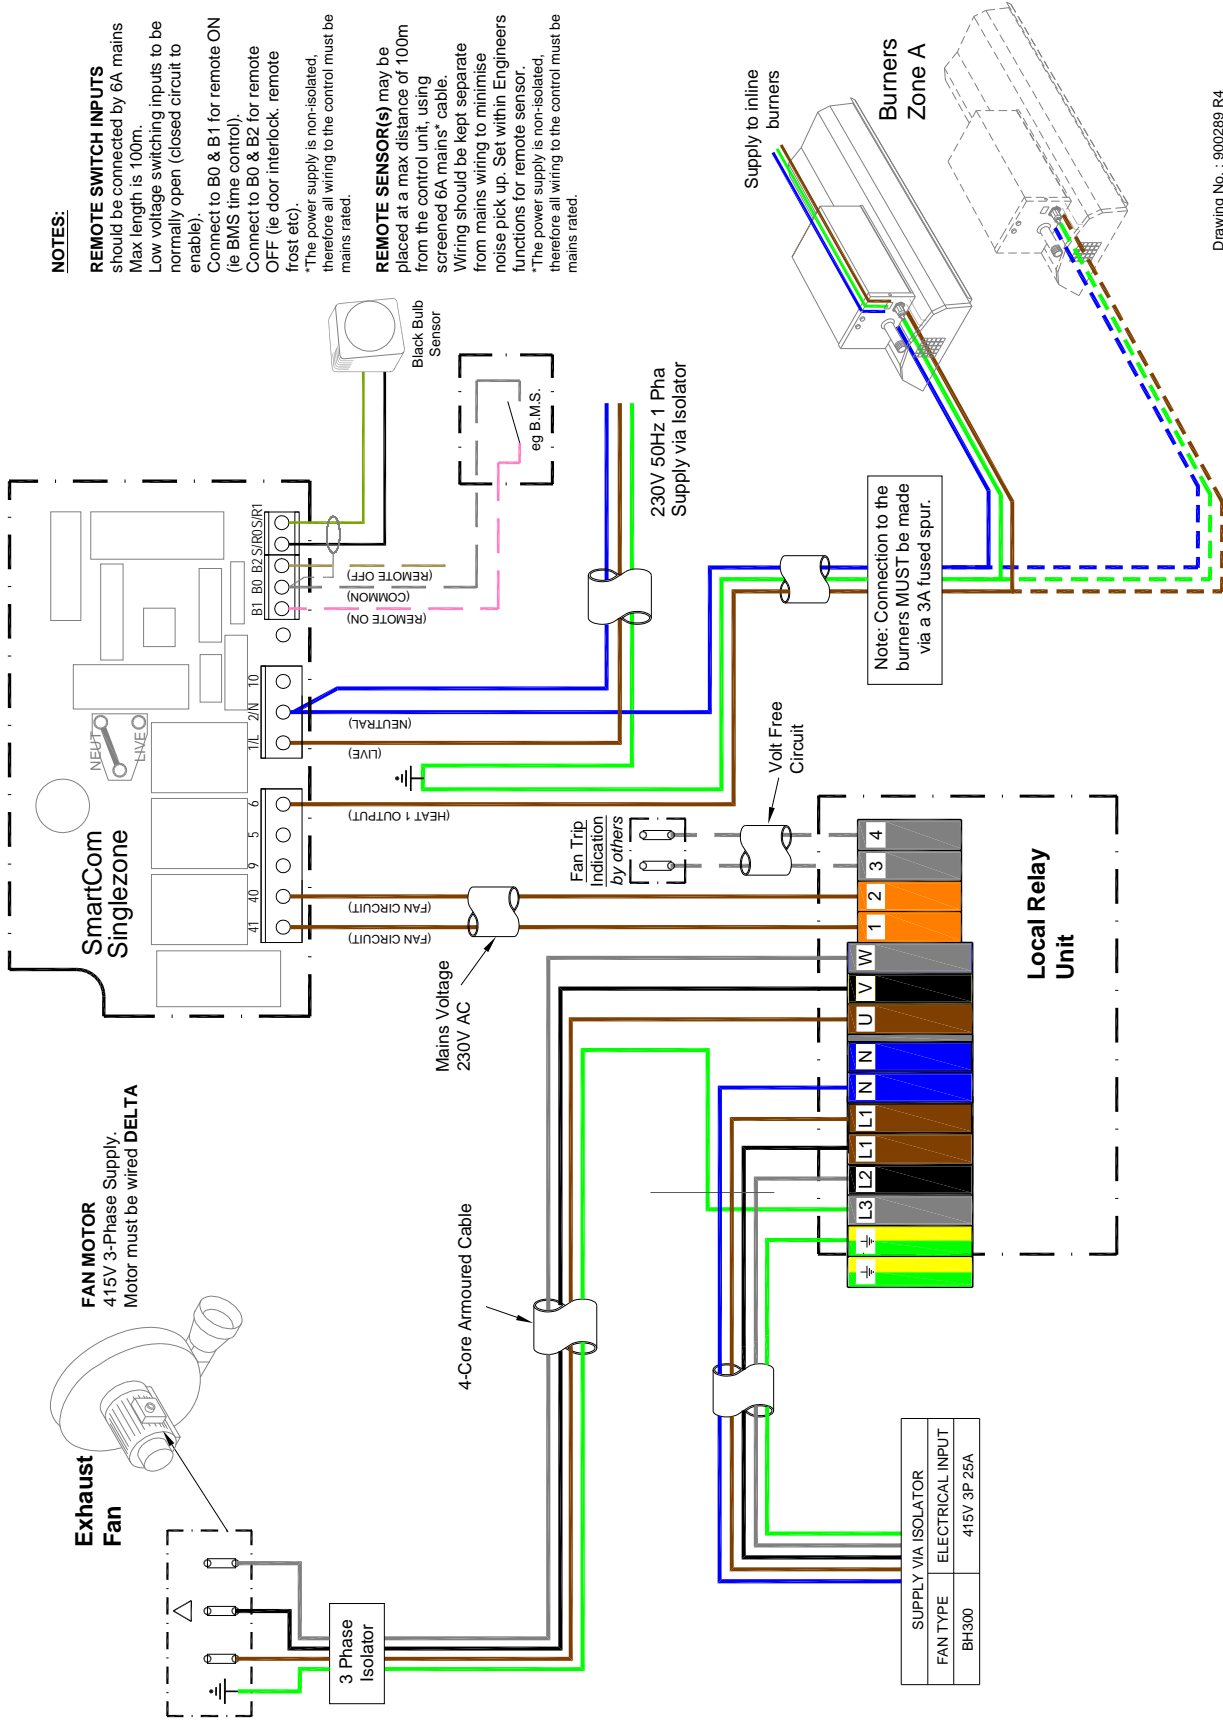 NOTES:
REMOTE SWITCH INPUTS
should be connected by 6A mains
Max length is 100m.
Low voltage switching inputs to be
normally open (closed circuit to
enable).
Connect to B0 & B1 for remote ON
(ie BMS time control).
Connect to B0 & B2 for remote
OFF (ie door interlock. remote
frost etc).
*The power supply is non-isolated,
therefore all wiring to the control must be
mains rated.
REMOTE SENSOR(s) may be
placed at a max distance of 100m
from the control unit, using
screened 6A mains* cable.
Wiring should be kept separate
from mains wiring to minimise
noise pick up. Set within Engineers
functions for remote sensor.
*The power supply is non-isolated,
therefore all wiring to the control must be
mains rated.
SmartCom
Singlezone
NEUT
LIVE
41 40 9 5 6 1/L 2/N 10 B1 B0 B2 S/R0 S/R1
(FAN CIRCUIT)
(FAN CIRCUIT)
(HEAT 1 OUTPUT)
(LIVE)
(NEUTRAL)
(REMOTE ON)
(COMMON)
(REMOTE OFF)
Black Bulb
Sensor
eg B.M.S.
230V 50Hz 1 Pha
Supply via Isolator
Supply to inline
burners
Burners
Zone A
Note: Connection to the
burners MUST be made
via a 3A fused spur.
Volt Free
Circuit
Fan Trip
Indication
by others
Mains Voltage
230V AC
FAN MOTOR
415V 3-Phase Supply.
Motor must be wired DELTA
Exhaust
Fan
3 Phase
Isolator
4-Core Armoured Cable
L3 L2 L1 L1 N N U V W 1 2 3 4
Local Relay
Unit
SUPPLY VIA ISOLATOR
FAN TYPE ELECTRICAL INPUT
BH300 415V 3P 25A
Drawing No. : 900289 R4